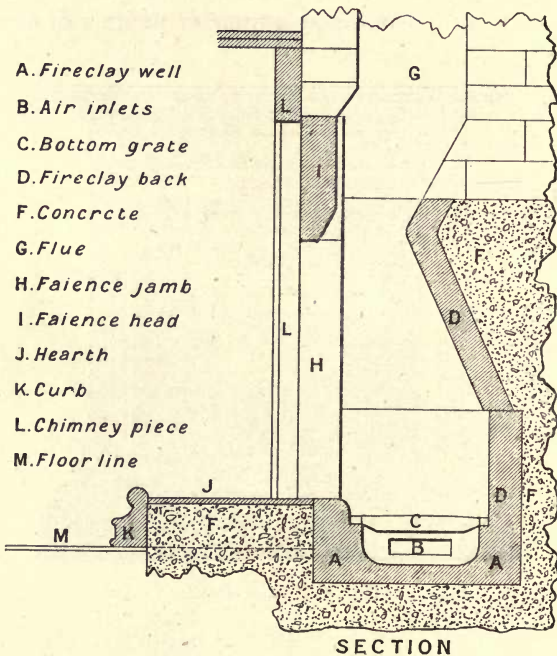 A. Fireclay well
B. Air inlets
C. Bottom grate
D. Fireclay back
F. Concrcte
G. Flue
H. Faience jamb
I. Faience head
J. Hearth
K. Curb
L. Chimney piece
M. Floor line
G
L
I
F
D
L
H
J
D
F
C
M
K
F
B
A
A
SECTION